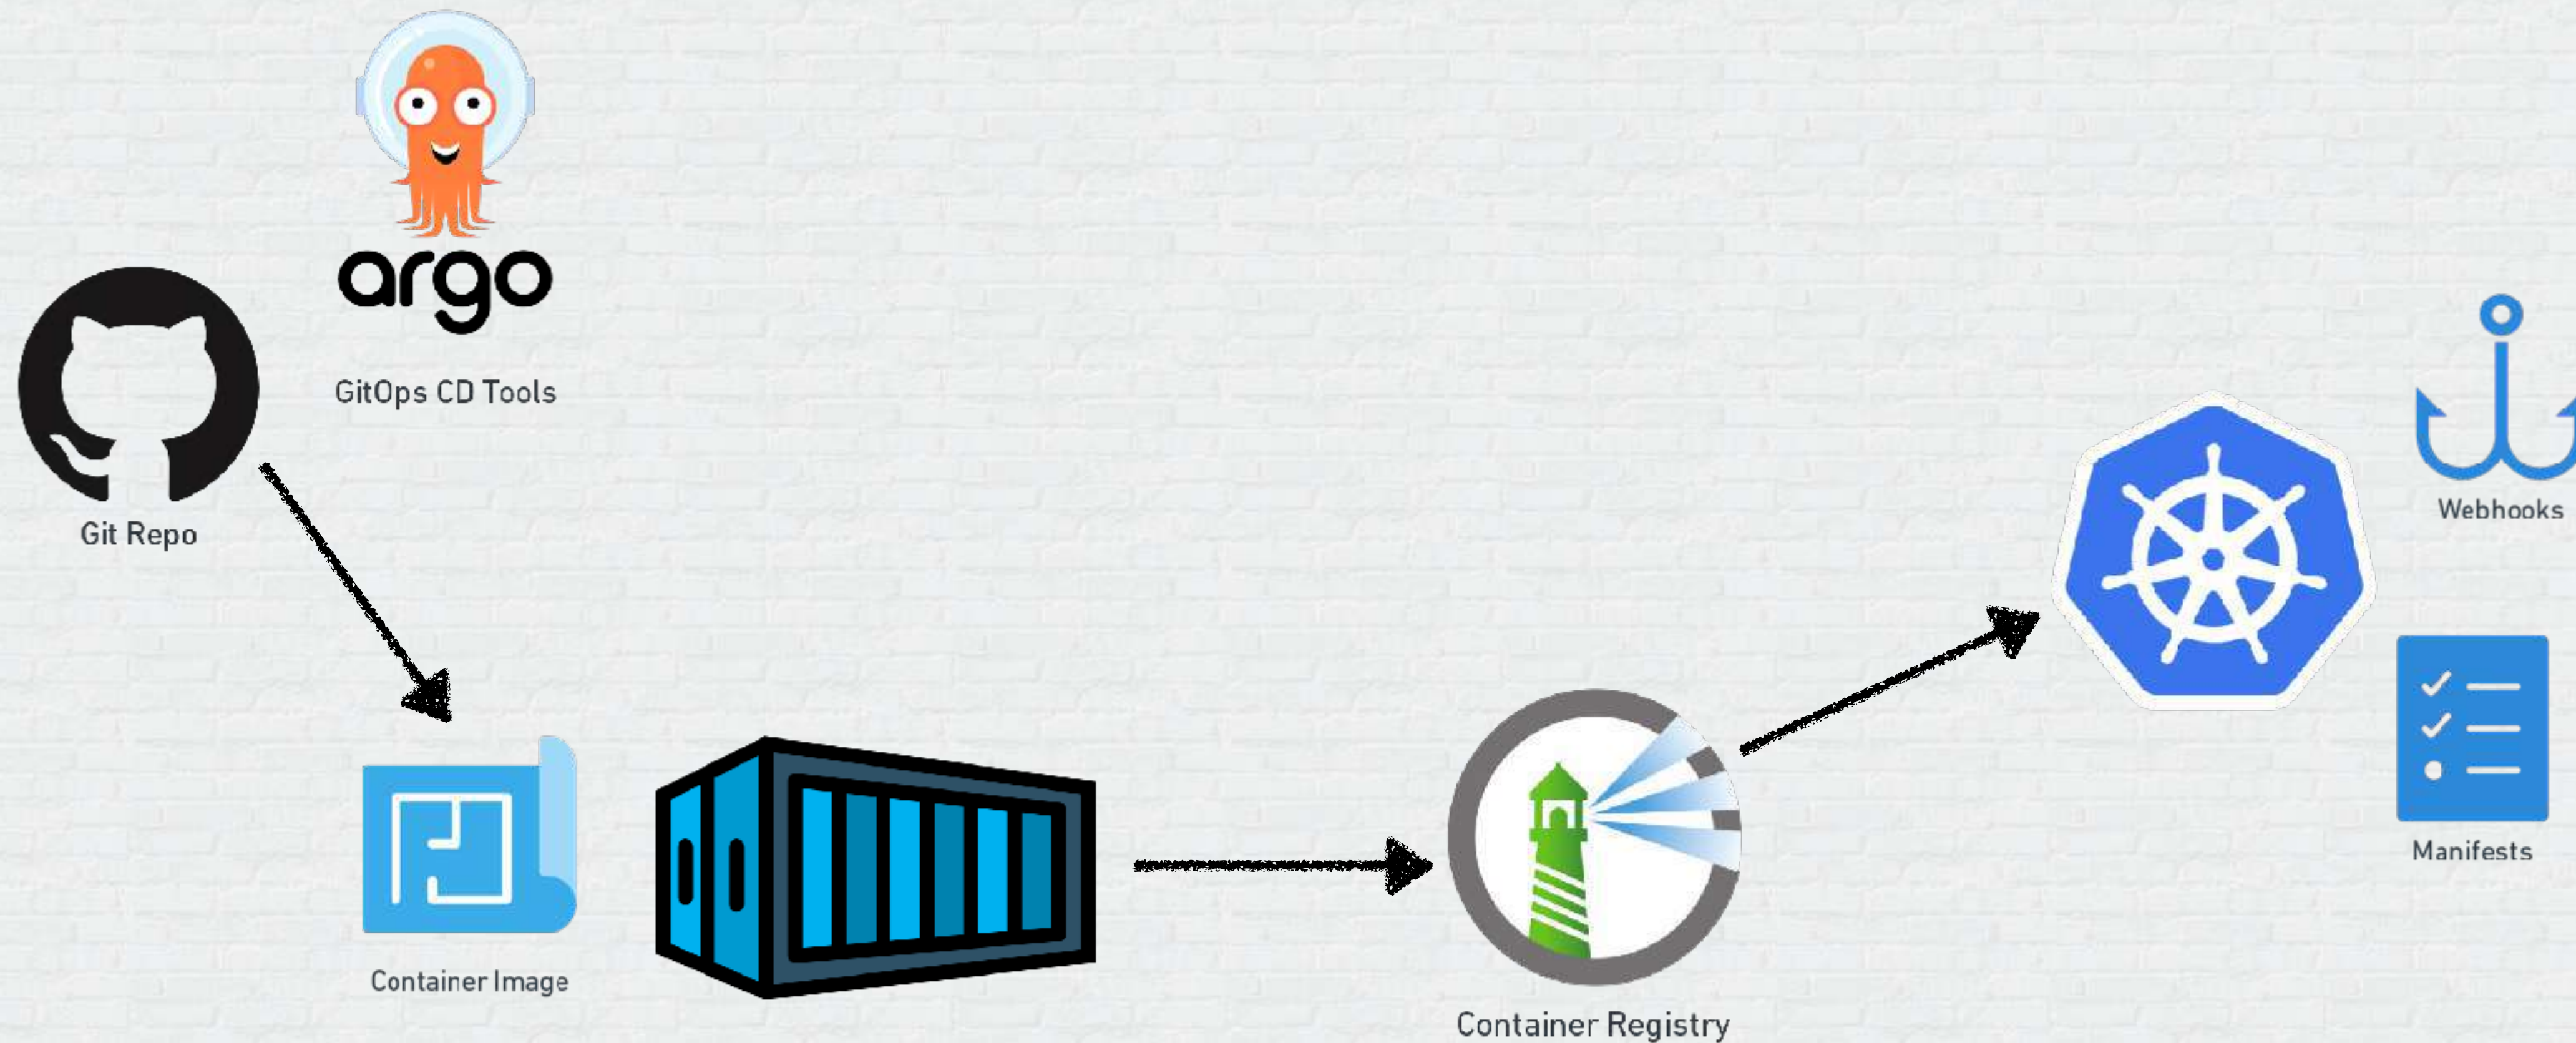 argo
GitOps CD Tools
Git Repo
Webhooks
Manifests
Container Image
Container Registry